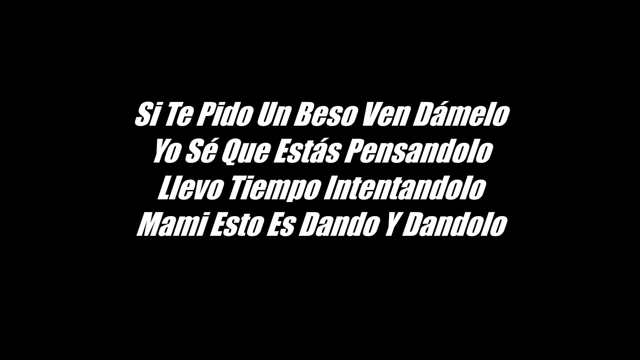 Si Te Pido Un Beso Ven Dámelo
Yo Sé Que Estás Pensandolo
Llevo Tiempo Intentandolo
Mami Esto Es Dando Y Dandolo